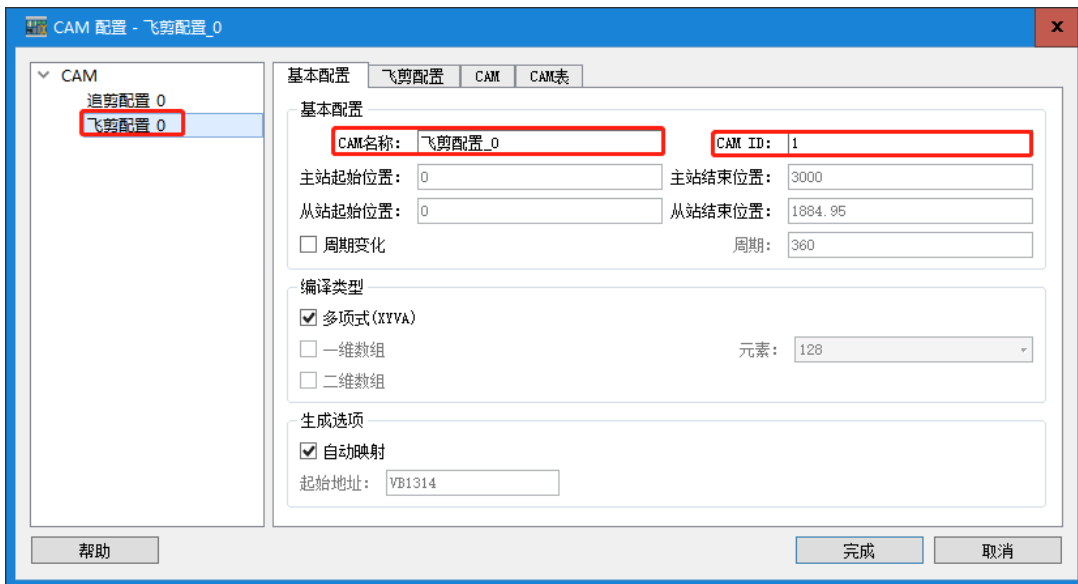 CAM 配置 - 飞剪配置_0
x
CAM
追剪配置 0
飞剪配置 0
基本配置 飞剪配置 CAM CAM表
基本配置
CAM名称: 飞剪配置_0 CAM ID: 1
主站起始位置: 0 主站结束位置: 3000
从站起始位置: 0 从站结束位置: 1884.95
周期变化 周期: 360
编译类型
多项式(XYVA)
一维数组 元素: 128
二维数组
生成选项
自动映射
起始地址: VB1314
帮助 完成 取消